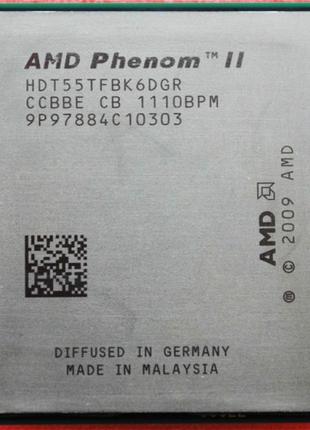 AMD Phenom™ II
HDT55TFBK6DGR
CCBBE CB 1110BPM
9P97884C10303
AMD
ⓜ © 2009 AMD
DIFFUSED IN GERMANY
MADE IN MALAYSIA